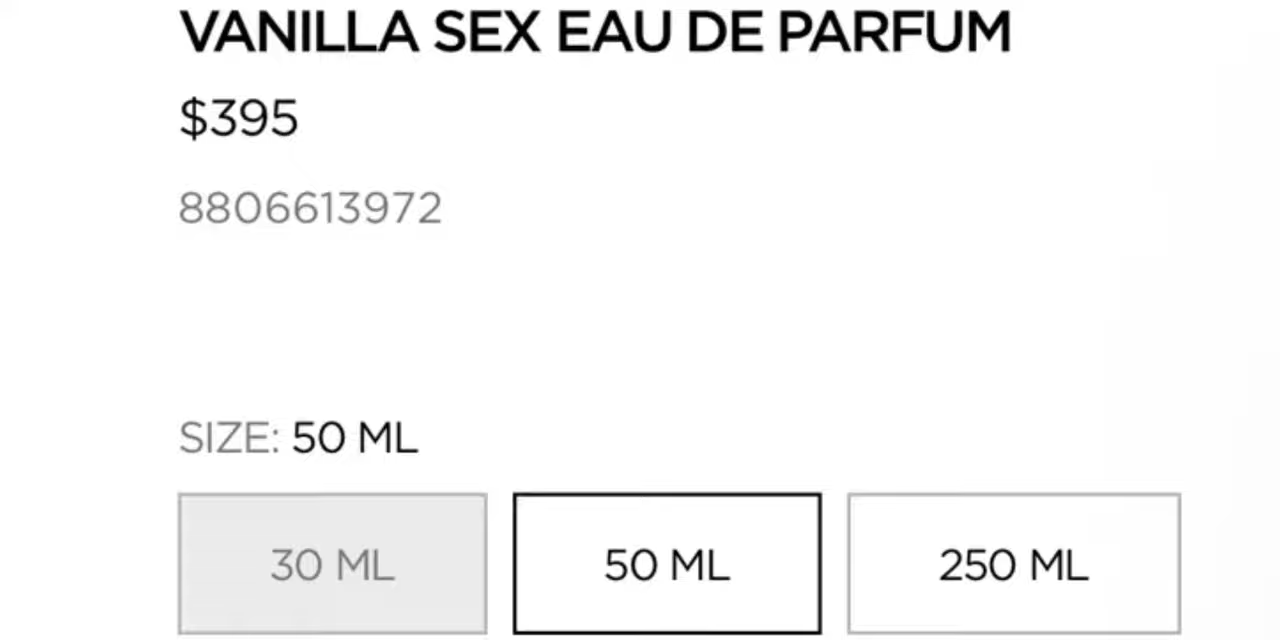 VANILLA SEX EAU DE PARFUM
$395
8806613972
SIZE: 50 ML
30 ML 50 ML 250 ML